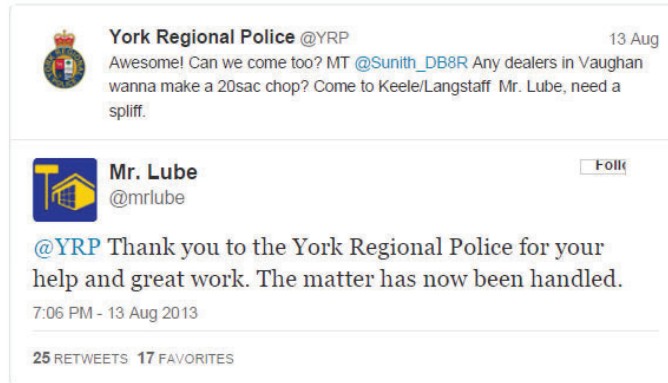 York Regional Police @YRP 13 Aug
Awesome! Can we come too? MT @Sunith_DB8R Any dealers in Vaughan
wanna make a 20sac chop? Come to Keele/Langstaff Mr. Lube, need a
spliff.
Mr. Lube
@mrlube
@YRP Thank you to the York Regional Police for your
help and great work. The matter has now been handled.
7:06 PM - 13 Aug 2013
25 RETWEETS 17 FAVORITES